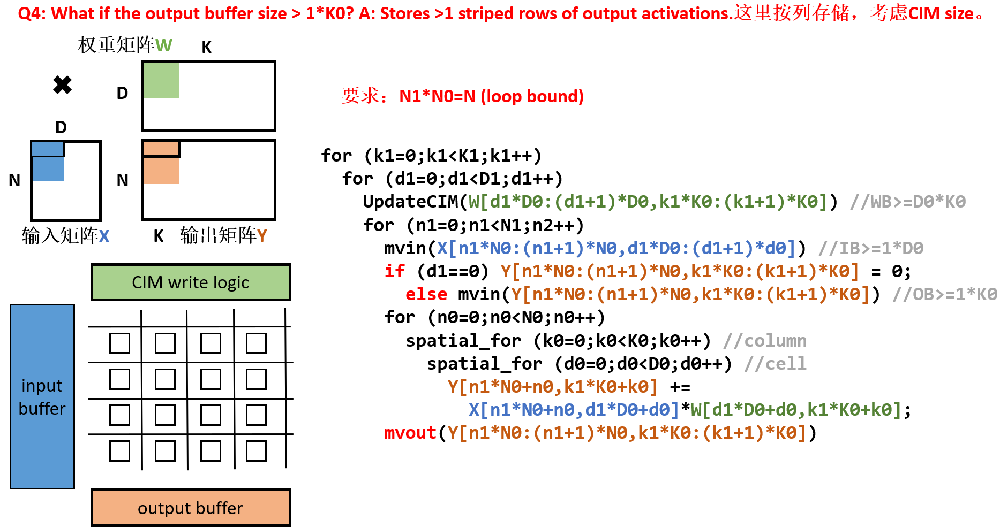 Q4: What if the output buffer size > 1*K0? A: Stores >1 striped rows of output activations.这里按列存储，考虑CIM size。
权重矩阵W
K
D
D
N
N
输入矩阵X
K
输出矩阵Y
CIM write logic
input
buffer
output buffer
要求：N1*N0=N (loop bound)
for (k1=0;k1<K1;k1++)
for (d1=0;d1<D1;d1++)
UpdateCIM(W[d1*D0:(d1+1)*D0,k1*K0:(k1+1)*K0]) //WB>=D0*K0
for (n1=0;n1<N1;n2++)
mvin(X[n1*N0:(n1+1)*N0,d1*D0:(d1+1)*d0]) //IB>=1*D0
if (d1==0) Y[n1*N0:(n1+1)*N0,k1*K0:(k1+1)*K0] = 0;
else mvin(Y[n1*N0:(n1+1)*N0,k1*K0:(k1+1)*K0]) //OB>=1*K0
for (n0=0;n0<N0;n0++)
spatial_for (k0=0;k0<K0;k0++) //column
spatial_for (d0=0;d0<D0;d0++) //cell
Y[n1*N0+n0,k1*K0+k0] +=
X[n1*N0+n0,d1*D0+d0]*W[d1*D0+d0,k1*K0+k0];
mvout(Y[n1*N0:(n1+1)*N0,k1*K0:(k1+1)*K0])